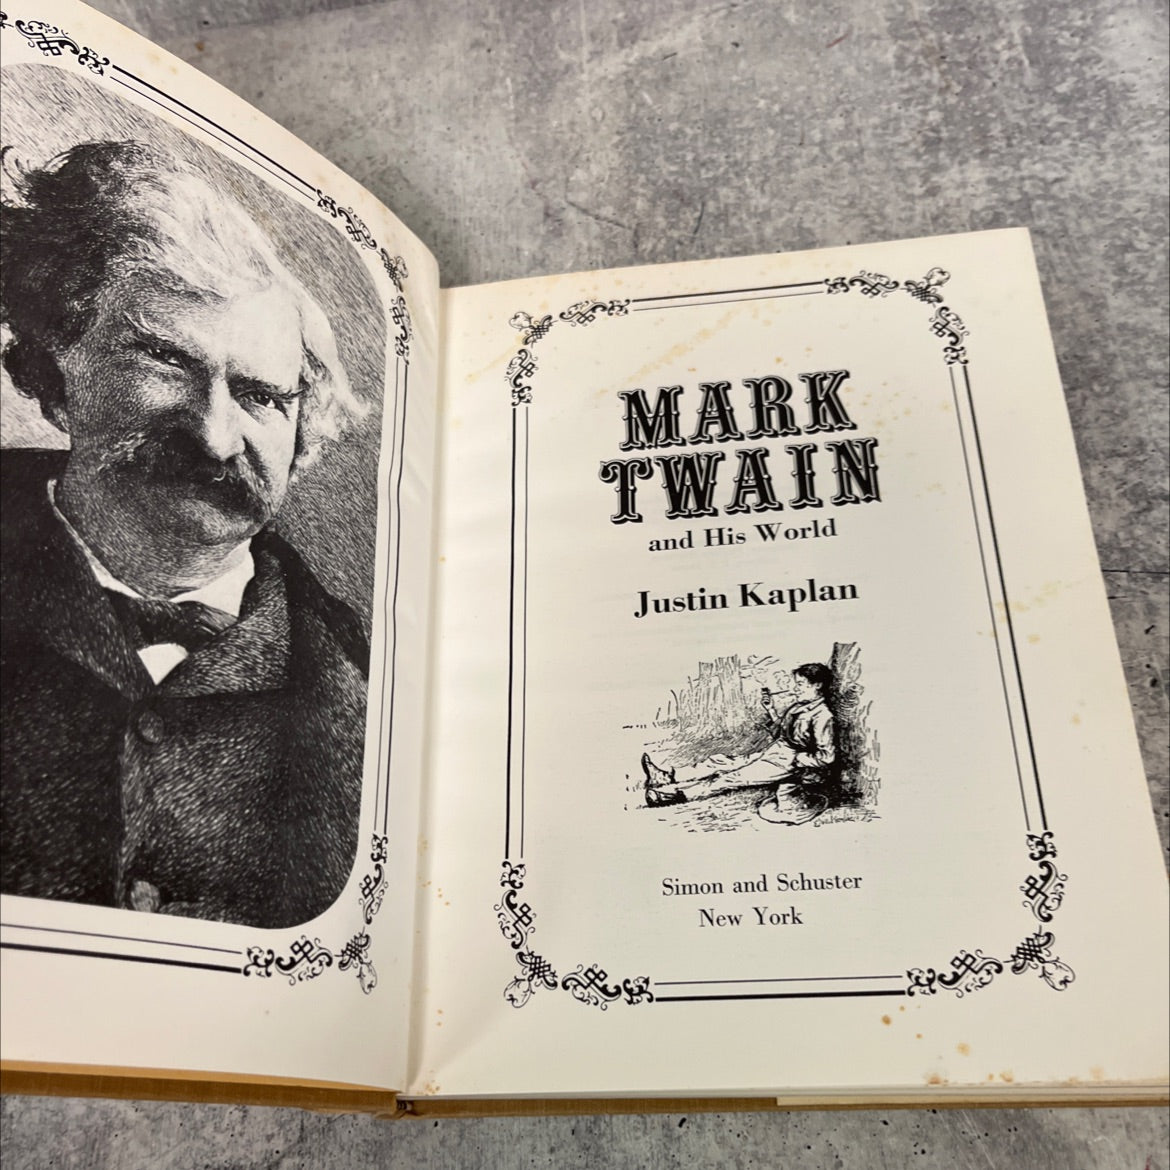 MARK
TWAIN
and His World
Justin Kaplan
Simon and Schuster
New York